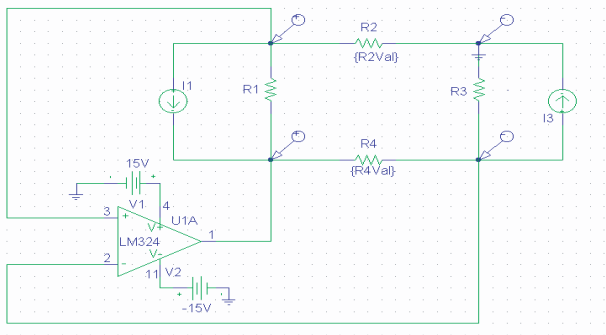 R2
{R2Val}
I1
R1
R3
I3
R4
{R4Val}
15V
V1
4
U1A
3
+
V+
1
LM324
2
-
V-
11
V2
-15V